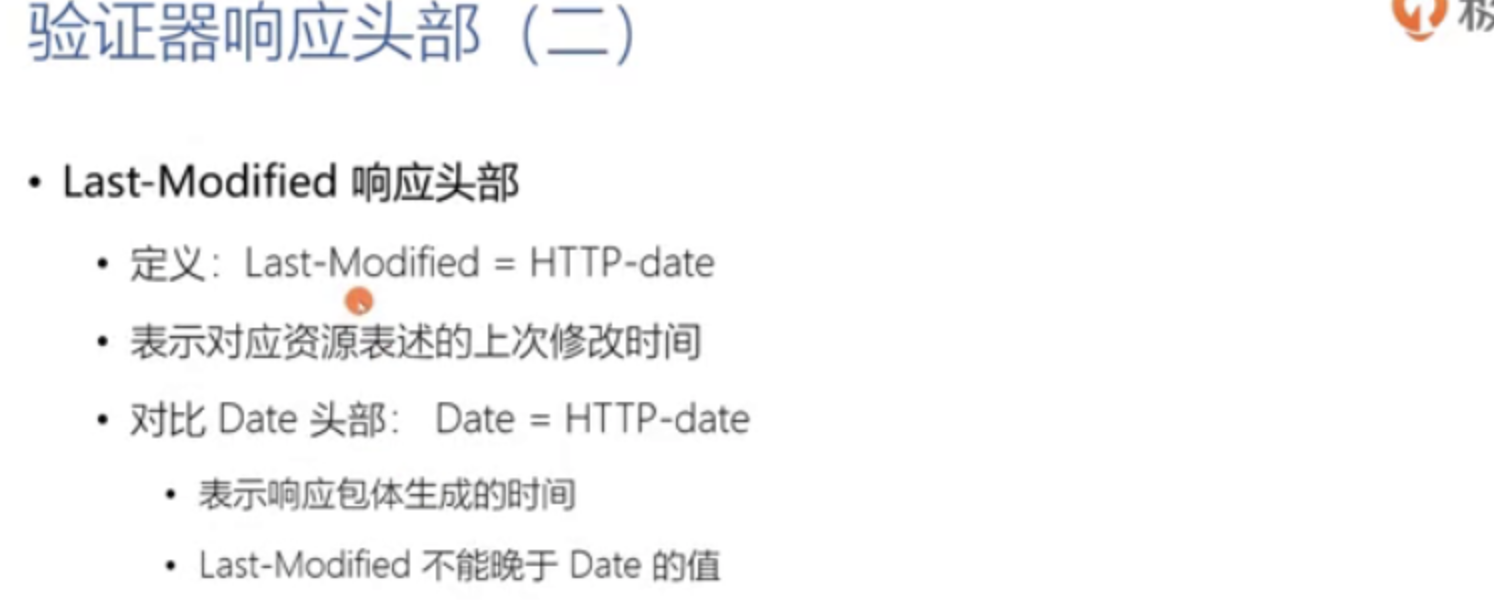 验证器响应头部（二）
• Last-Modified 响应头部
• 定义：Last-Modified = HTTP-date
• 表示对应资源表述的上次修改时间
• 对比 Date 头部： Date = HTTP-date
• 表示响应包体生成的时间
• Last-Modified 不能晚于 Date 的值